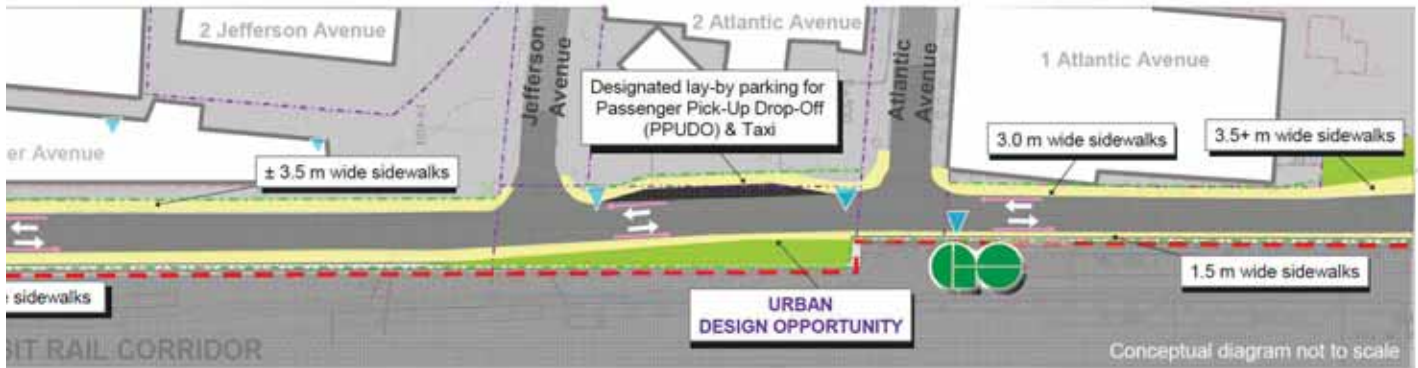 2 Jefferson Avenue
Jefferson
Avenue
2 Atlantic Avenue
Atlantic
Avenue
1 Atlantic Avenue
Designated lay-by parking for
Passenger Pick-Up Drop-Off
(PPUDO) & Taxi
3.0 m wide sidewalks
3.5+ m wide sidewalks
er Avenue
± 3.5 m wide sidewalks
1.5 m wide sidewalks
sidewalks
URBAN
DESIGN OPPORTUNITY
SIT RAIL CORRIDOR
Conceptual diagram not to scale